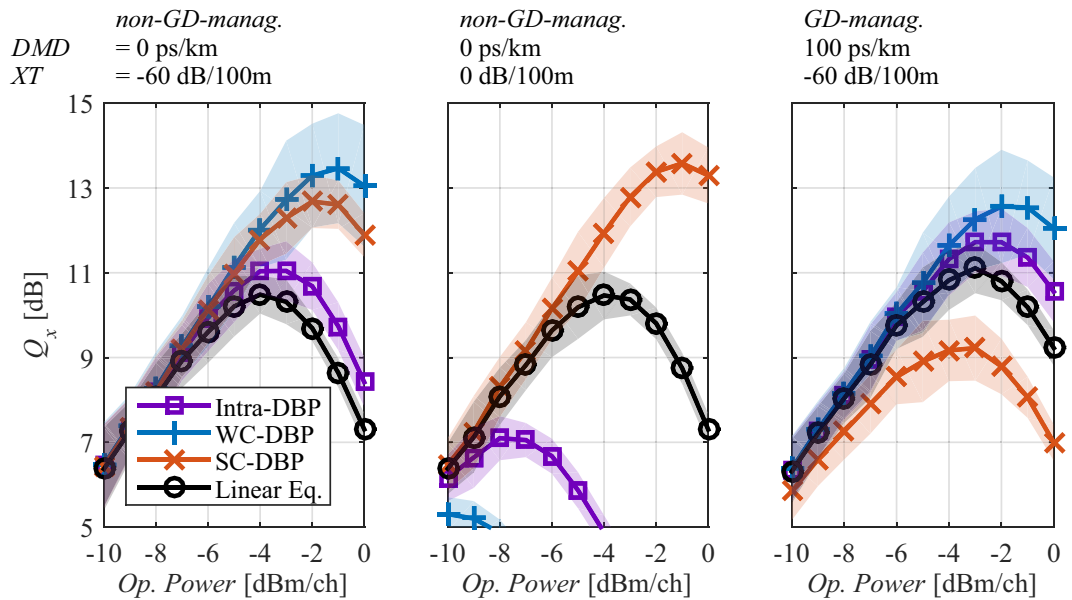 non-GD-manag. non-GD-manag. GD-manag.
DMD = 0 ps/km 0 ps/km 100 ps/km
XT = -60 dB/100m 0 dB/100m -60 dB/100m
15
13
11
9
7
5
Qx [dB]
Intra-DBP
WC-DBP
SC-DBP
Linear Eq.
-10 -8 -6 -4 -2 0 -10 -8 -6 -4 -2 0 -10 -8 -6 -4 -2 0
Op. Power [dBm/ch] Op. Power [dBm/ch] Op. Power [dBm/ch]